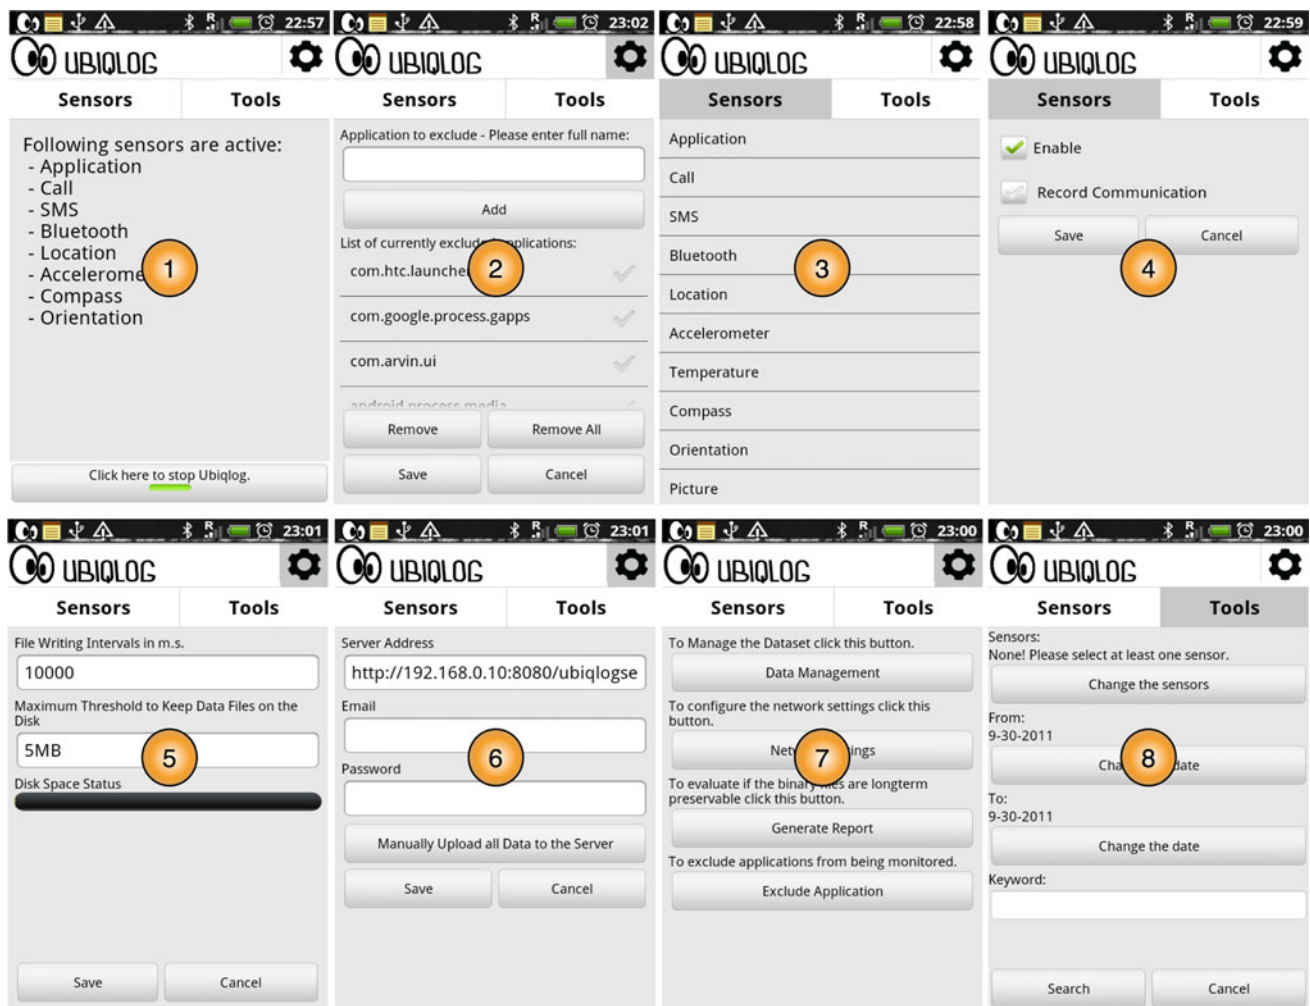 22:57
UBIQLOG
Sensors Tools
Following sensors are active:
- Application
- Call
- SMS
- Bluetooth
- Location
- Accelerome
- Compass
- Orientation
1
Click here to stop Ubiqlog.
R 23:02
UBIQLOG
Sensors Tools
Application to exclude - Please enter full name:
Add
List of currently exclude pplications:
com.htc.launche
2
com.google.process.gapps
com.arvin.ui
android.process.media
Remove Remove All
Save Cancel
R 22:58
UBIQLOG
Sensors Tools
Application
Call
SMS
Bluetooth
Location
3
Accelerometer
Temperature
Compass
Orientation
Picture
R 22:59
UBIQLOG
Sensors Tools
Enable
Record Communication
Save Cancel
4
R 23:01
UBIQLOG
Sensors Tools
File Writing Intervals in m.s.
10000
Maximum Threshold to Keep Data Files on the
Disk
5MB
5
Disk Space Status
Save Cancel
R 23:01
UBIQLOG
Sensors Tools
Server Address
http://192.168.0.10:8080/ubiqlogse
Email
6
Password
Manually Upload all Data to the Server
Save Cancel
R 23:00
UBIQLOG
Sensors Tools
To Manage the Dataset click this button.
Data Management
To configure the network settings click this
button.
Net ings
7
To evaluate if the binary files are longterm
preservable click this button.
Generate Report
To exclude applications from being monitored.
Exclude Application
R 23:00
UBIQLOG
Sensors Tools
Sensors:
None! Please select at least one sensor.
Change the sensors
From:
9-30-2011
Cha date
8
To:
9-30-2011
Change the date
Keyword:
Search Cancel